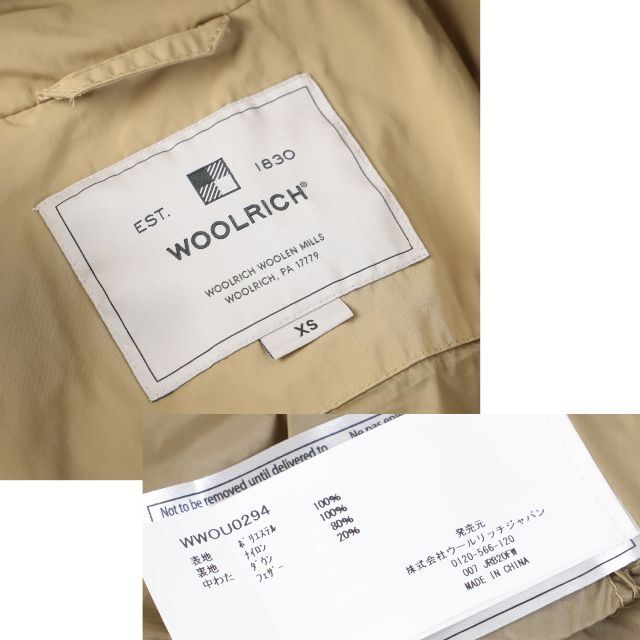 EST. 1830
WOOLRICH®
WOOLRICH WOOLEN MILLS
WOOLRICH, PA 17779
XS
Not to be removed until delivered to
Ne pas
WWOU0294
表地 ポリエステル 100%
裏地 ナイロン 100%
中わた ダウン 80%
フェザー 20%
発売元
株式会社ウールリッチジャパン
0120-566-120
007 JRB20FW
MADE IN CHINA